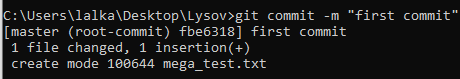 C:\Users\lalka\Desktop\Lysov>git commit -m "first commit"
[master (root-commit) fbe6318] first commit
 1 file changed, 1 insertion(+)
 create mode 100644 mega_test.txt